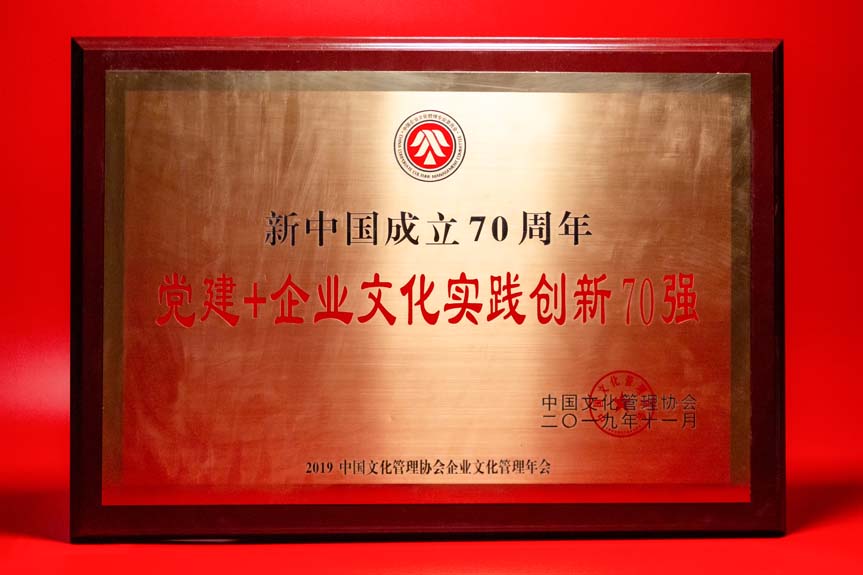 新中国成立70周年
党建+企业文化实践创新70强
中国文化管理协会
二〇一九年十一月
2019 中国文化管理协会企业文化管理年会